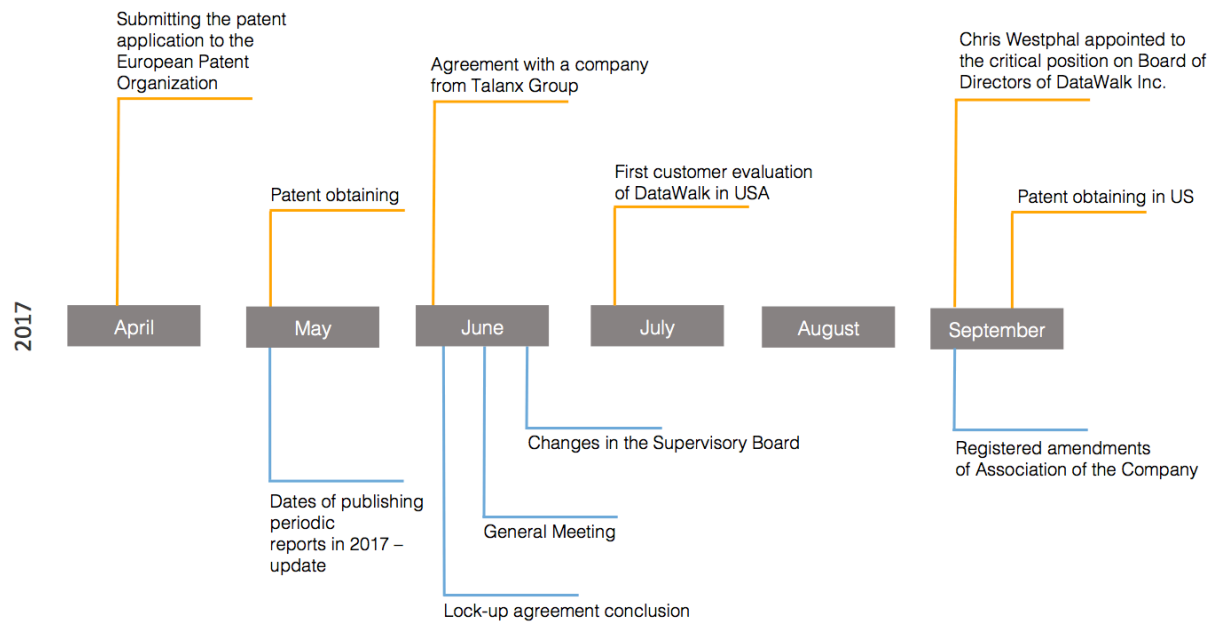 Submitting the patent
application to the
European Patent
Organization
Agreement with a company
from Talanx Group
Chris Westphal appointed to
the critical position on Board of
Directors of DataWalk Inc.
Patent obtaining
First customer evaluation
of DataWalk in USA
Patent obtaining in US
2017
April
May
June
July
August
September
Changes in the Supervisory Board
Registered amendments
of Association of the Company
Dates of publishing
periodic
reports in 2017 –
update
General Meeting
Lock-up agreement conclusion